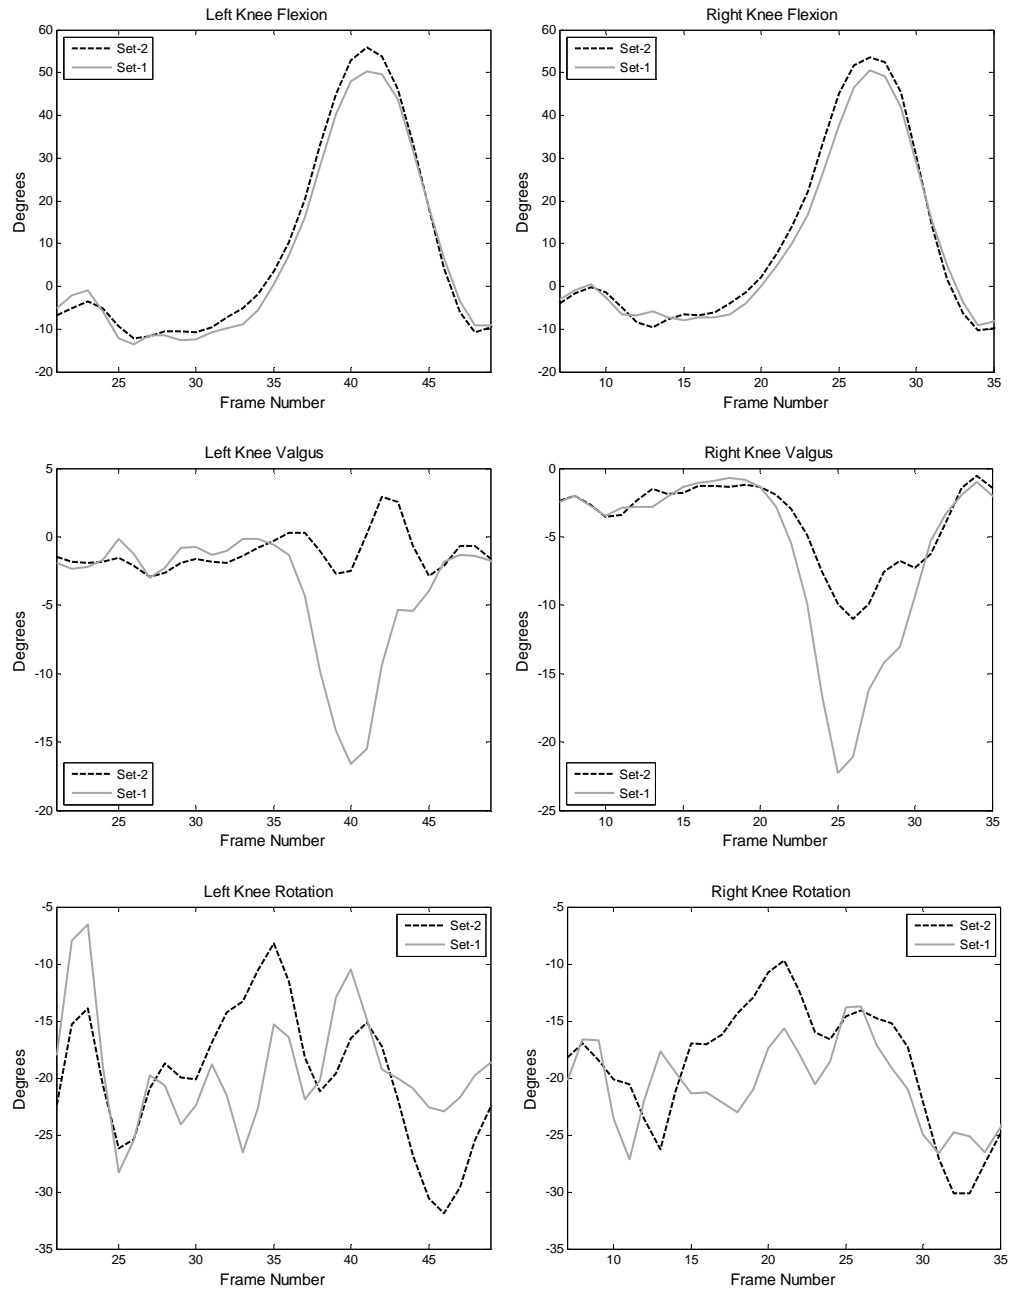 Left Knee Flexion
60
50
40
30
20
10
0
-10
-20
Degrees
25
30
35
40
45
Frame Number
Set-2
Set-1
Right Knee Flexion
60
50
40
30
20
10
0
-10
-20
Degrees
10
15
20
25
30
35
Frame Number
Set-2
Set-1
Left Knee Valgus
5
0
-5
-10
-15
-20
Degrees
25
30
35
40
45
Frame Number
Set-2
Set-1
Right Knee Valgus
0
-5
-10
-15
-20
-25
Degrees
10
15
20
25
30
35
Frame Number
Set-2
Set-1
Left Knee Rotation
-5
-10
-15
-20
-25
-30
-35
Degrees
25
30
35
40
45
Frame Number
Set-2
Set-1
Right Knee Rotation
-5
-10
-15
-20
-25
-30
-35
Degrees
10
15
20
25
30
35
Frame Number
Set-2
Set-1